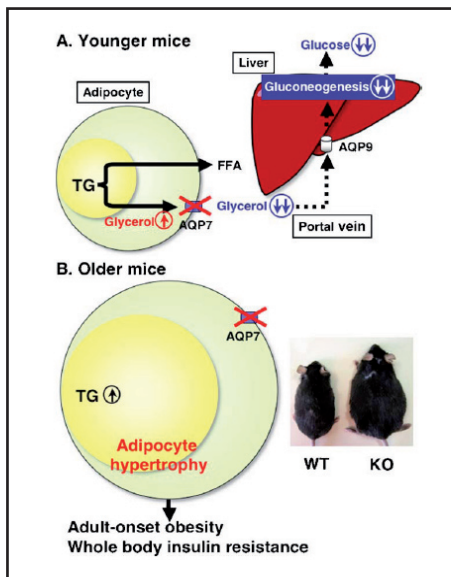 A. Younger mice
Glucose ↓↓
Liver
Gluconeogenesis ↓↓
Adipocyte
AQP9
TG
FFA
Glycerol ↑
AQP7
Glycerol ↓↓
Portal vein
B. Older mice
AQP7
TG ↑
Adipocyte
hypertrophy
WT KO
Adult-onset obesity
Whole body insulin resistance